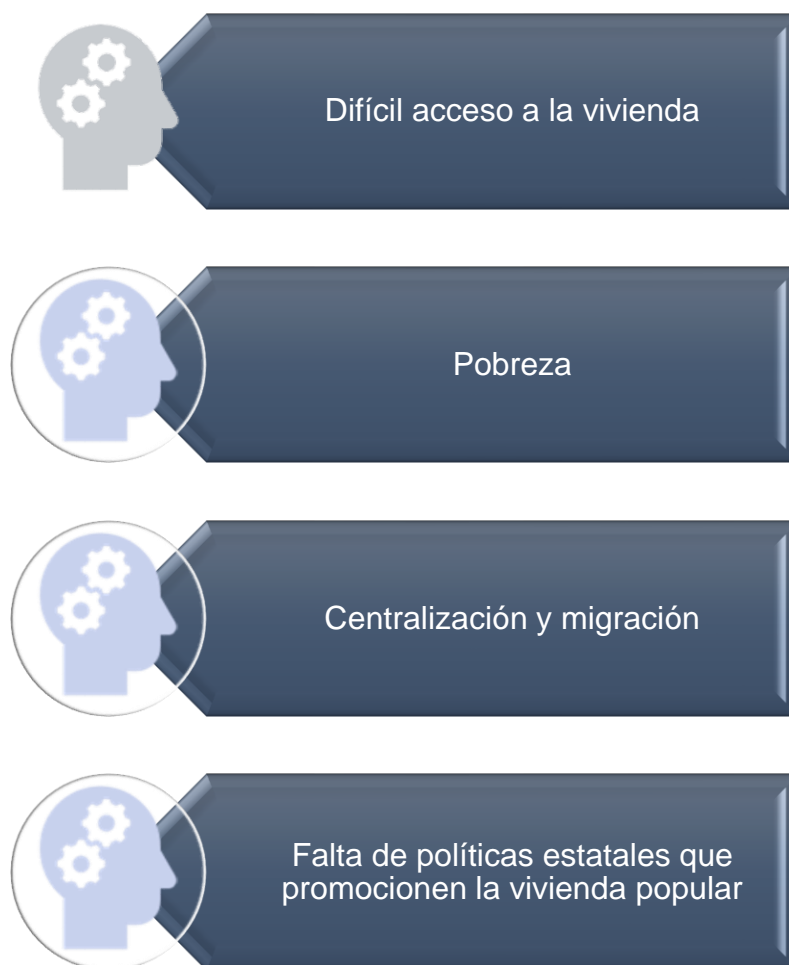 Difícil acceso a la vivienda
Pobreza
Centralización y migración
Falta de políticas estatales que
promocionen la vivienda popular